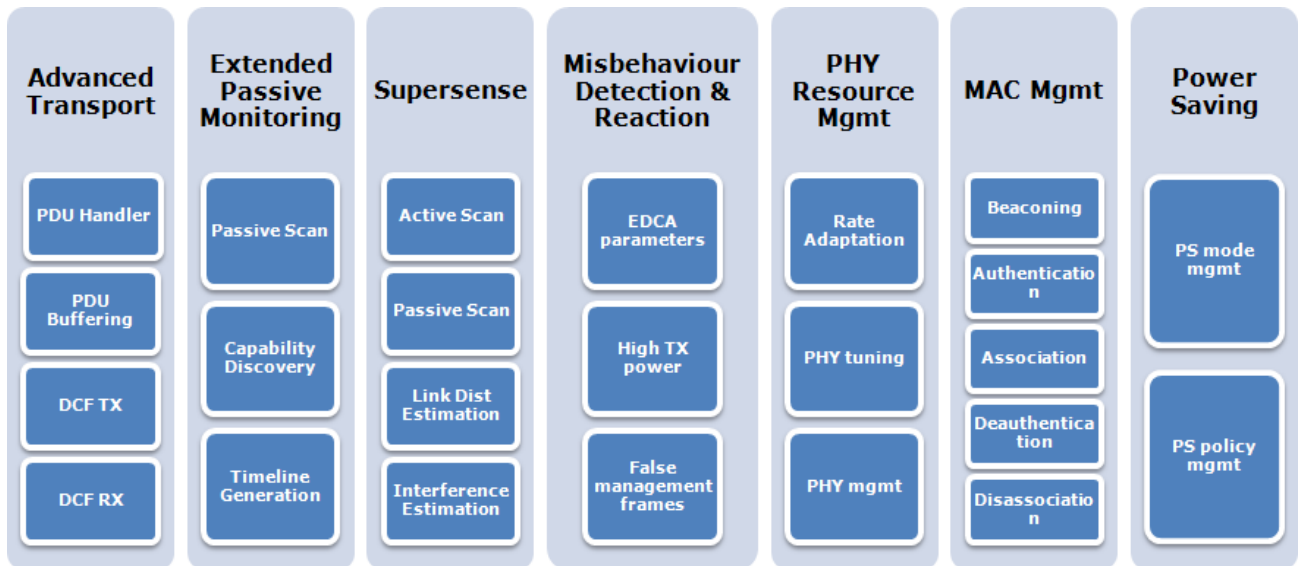 Advanced
Transport
PDU Handler
PDU
Buffering
DCF TX
DCF RX
Extended
Passive
Monitoring
Passive Scan
Capability
Discovery
Timeline
Generation
Supersense
Active Scan
Passive Scan
Link Dist
Estimation
Interference
Estimation
Misbehaviour
Detection &
Reaction
EDCA
parameters
High TX
power
False
management
frames
PHY
Resource
Mgmt
Rate
Adaptation
PHY tuning
PHY mgmt
MAC Mgmt
Beaconing
Authenticatio
n
Association
Deauthentica
tion
Disassociatio
n
Power
Saving
PS mode
mgmt
PS policy
mgmt